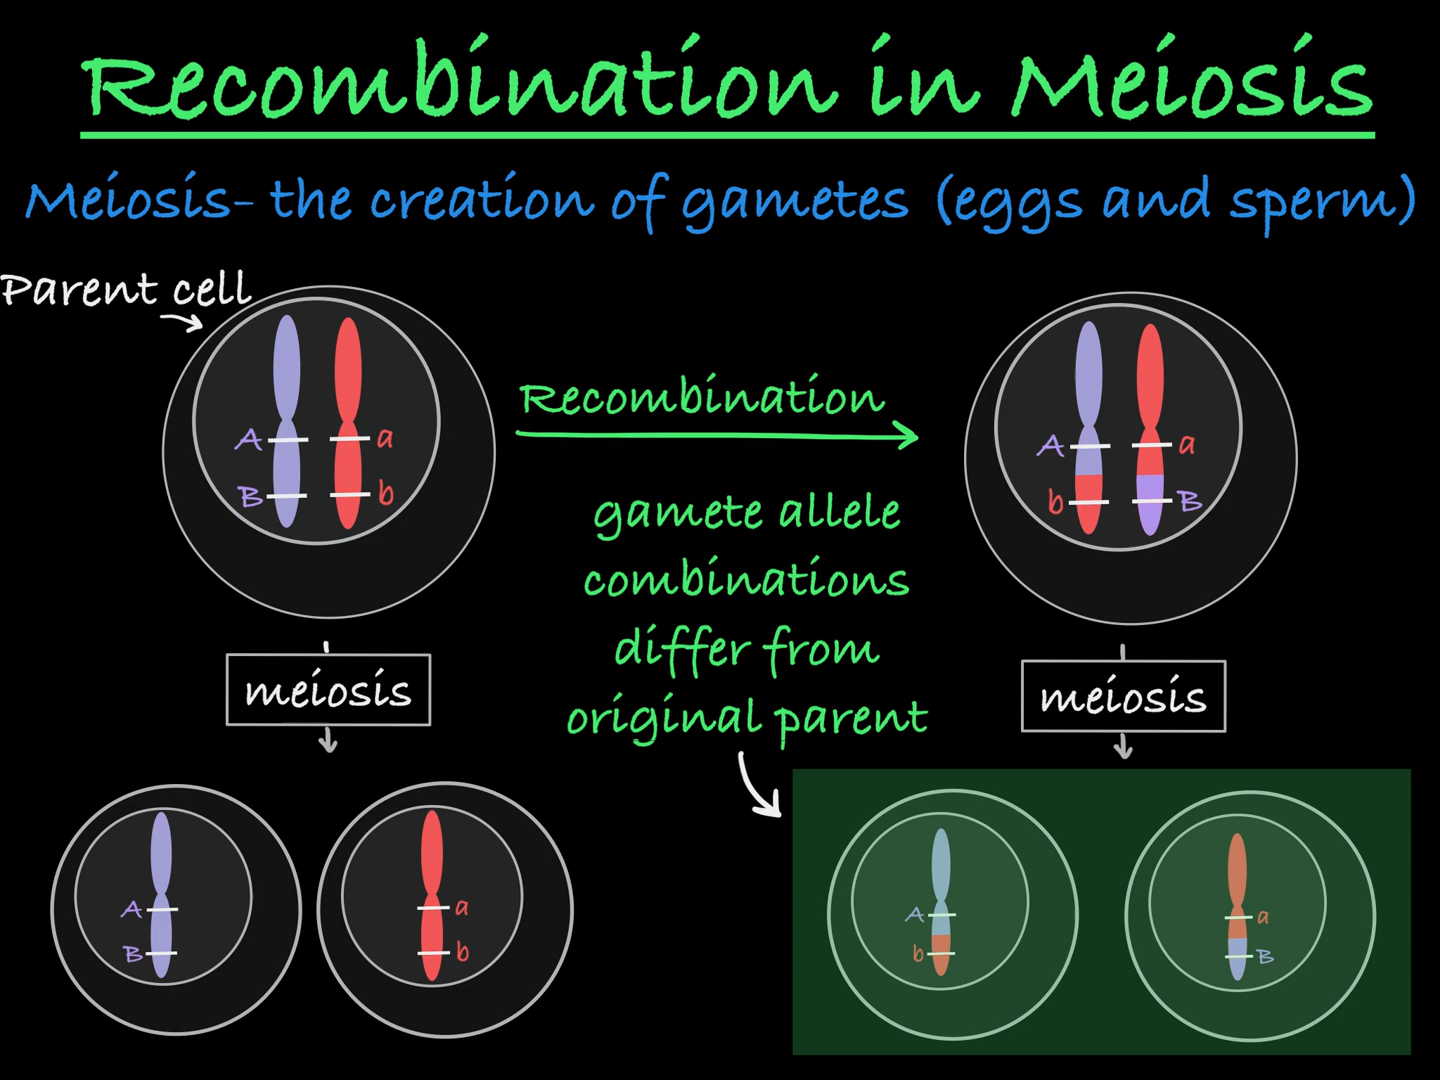 Recombination in Meiosis
Meiosis- the creation of gametes (eggs and sperm)
Parent cell
A a
B b
Recombination
A a
b B
gamete allele
combinations
differ from
original parent
meiosis
meiosis
A
B
a
b
A
b
a
B